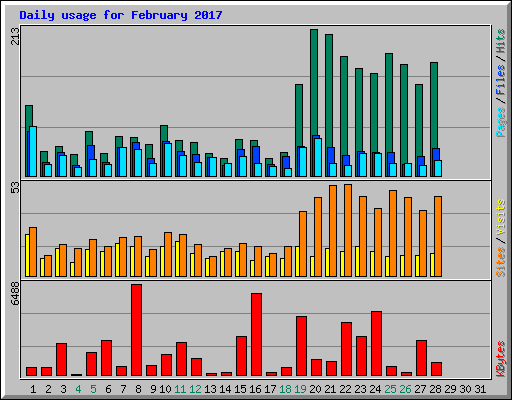 Daily usage for February 2017
213
Pages / Files / Hits
53
Sites / Visits
6488
KBytes
1 2 3 4 5 6 7 8 9 10 11 12 13 14 15 16 17 18 19 20 21 22 23 24 25 26 27 28 29 30 31